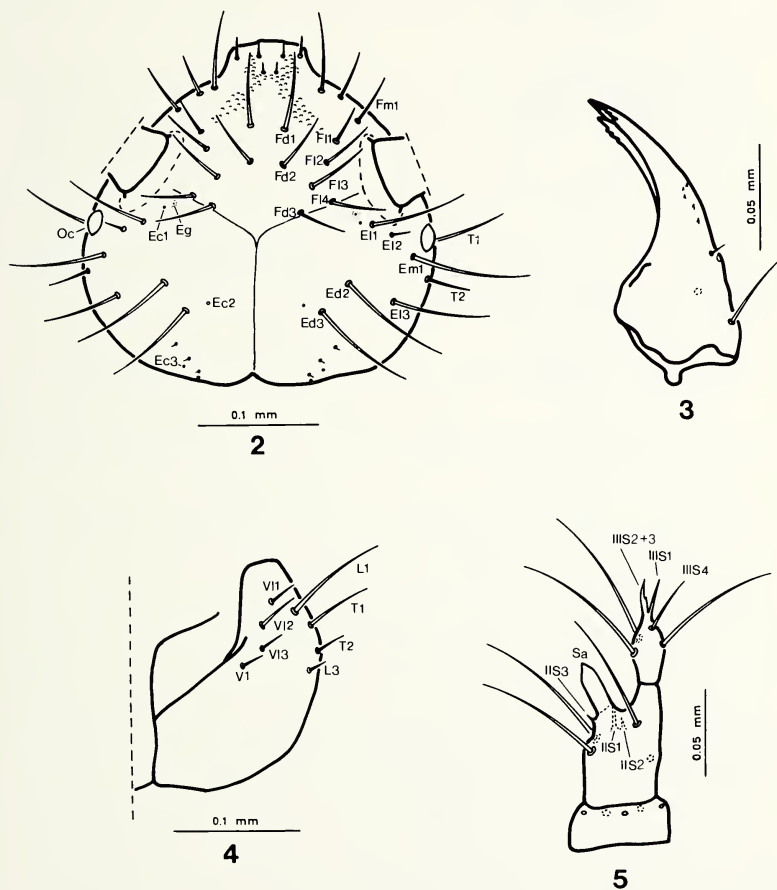 Fm1
Fd1 Fl1
Fd2 Fl2
Fl3
Fd3 Fl4
Oc Ec1 Eg El1 El2 T1
Em1
Ec2 Ed2 T2
Ed3 El3
Ec3
0.1 mm
2
0.05 mm
3
L1
Vl1
T1
Vl2
Vl3 T2
V1 L3
0.1 mm
4
IIIS2+3
IIIS1
IIIS4
Sa
IIS3
IIS1
IIS2
0.05 mm
5